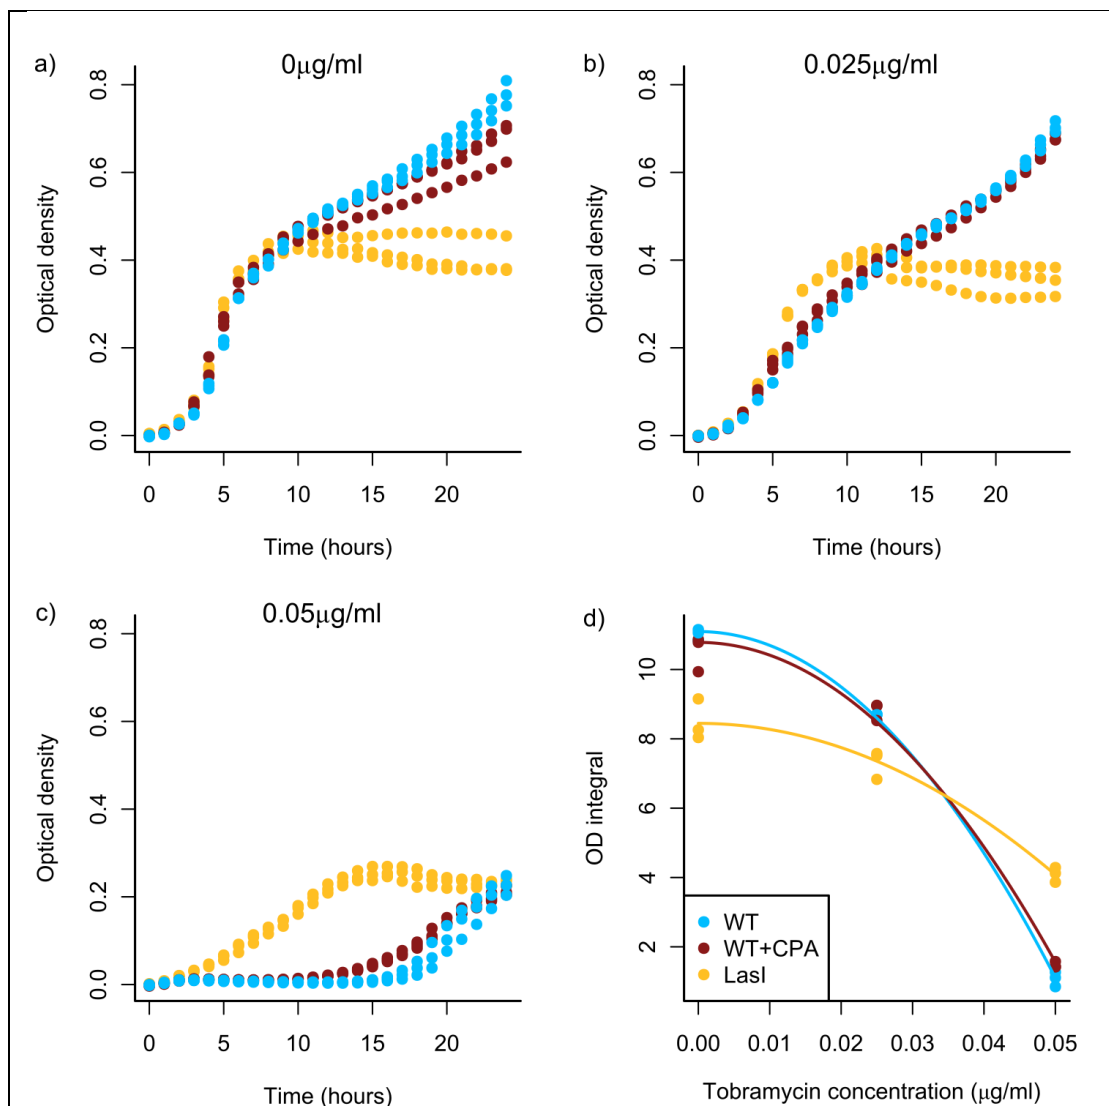 a)
0μg/ml
0.0 0.2 0.4 0.6 0.8
Optical density
0 5 10 15 20
Time (hours)
b)
0.025μg/ml
0.0 0.2 0.4 0.6 0.8
Optical density
0 5 10 15 20
Time (hours)
c)
0.05μg/ml
0.0 0.2 0.4 0.6 0.8
Optical density
0 5 10 15 20
Time (hours)
d)
2 4 6 8 10
OD integral
WT
WT+CPA
LasI
0.00 0.01 0.02 0.03 0.04 0.05
Tobramycin concentration (μg/ml)